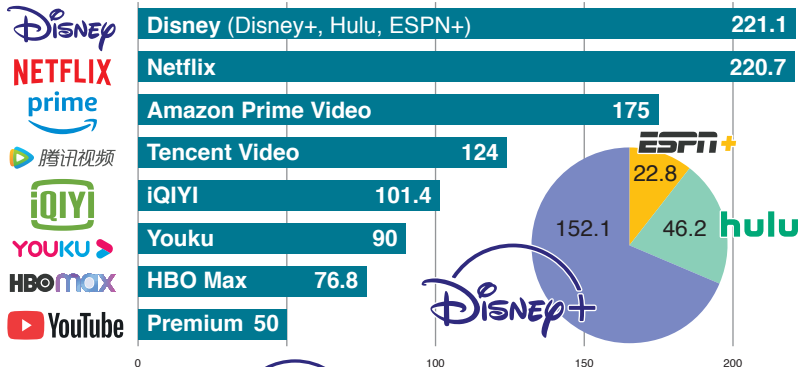 Disney
Disney (Disney+, Hulu, ESPN+) 221.1
NETFLIX
Netflix 220.7
prime
Amazon Prime Video 175
腾讯视频
Tencent Video 124
iQIYI
iQIYI 101.4
YOUKU
Youku 90
HBOMAX
HBO Max 76.8
YouTube
Premium 50
ESPN+
22.8
152.1
46.2
hulu
Disney+
0 100 150 200